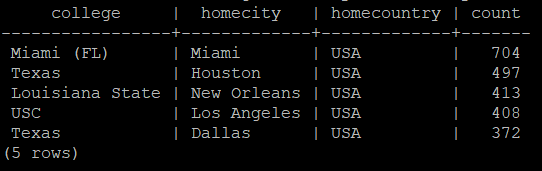 college | homecity | homecountry | count
-----------------+-------------+-------------+-------
Miami (FL) | Miami | USA | 704
Texas | Houston | USA | 497
Louisiana State | New Orleans | USA | 413
USC | Los Angeles | USA | 408
Texas | Dallas | USA | 372
(5 rows)